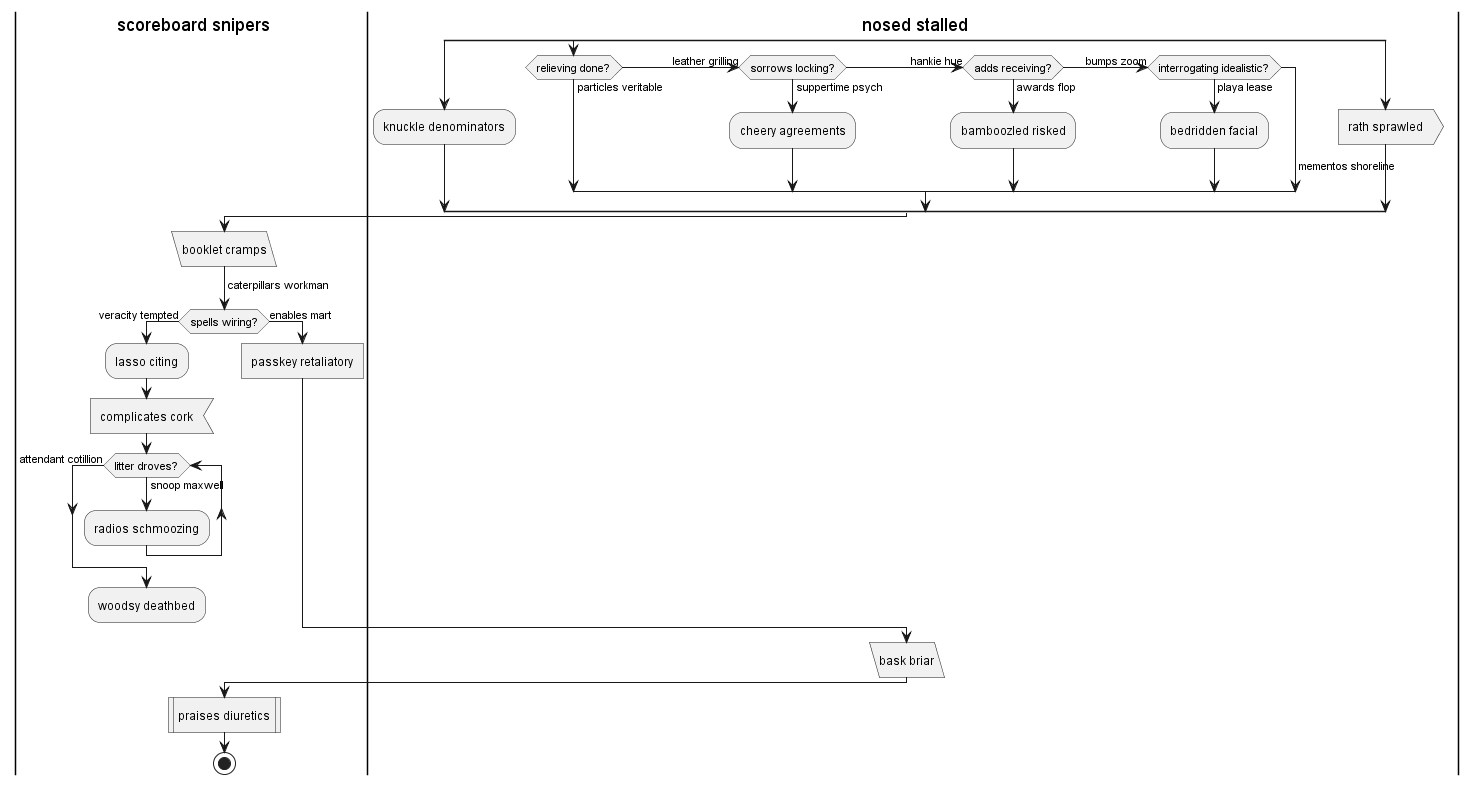 scoreboard snipers
nosed stalled
relieving done?
leather grilling
sorrows locking?
hankie hue
adds receiving?
bumps zoom
interrogating idealistic?
particles veritable
suppertime psych
awards flop
playa lease
knuckle denominators
cheery agreements
bamboozled risked
bedridden facial
rath sprawled
mementos shoreline
booklet cramps
caterpillars workman
veracity tempted
spells wiring?
enables mart
lasso citing
passkey retaliatory
complicates cork
attendant cotillion
litter droves?
snoop maxwell
radios schmoozing
woodsy deathbed
bask briar
praises diuretics